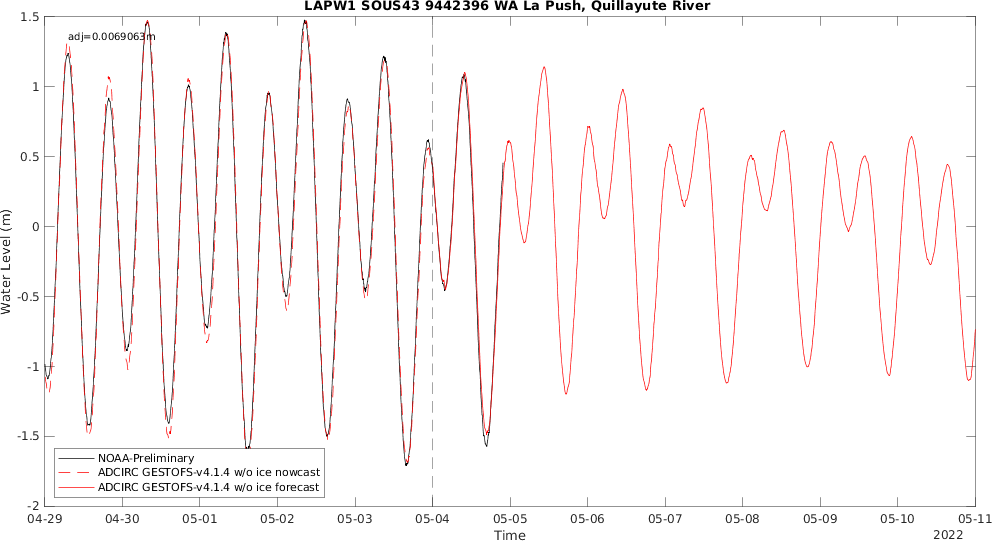 LAPW1 SOUS43 9442396 WA La Push, Quillayute River
adj=0.0069063m
1.5
1
0.5
0
-0.5
-1
-1.5
-2
Water Level (m)
NOAA-Preliminary
ADCIRC GESTOFS-v4.1.4 w/o ice nowcast
ADCIRC GESTOFS-v4.1.4 w/o ice forecast
04-29 04-30 05-01 05-02 05-03 05-04 05-05 05-06 05-07 05-08 05-09 05-10 05-11
Time
2022